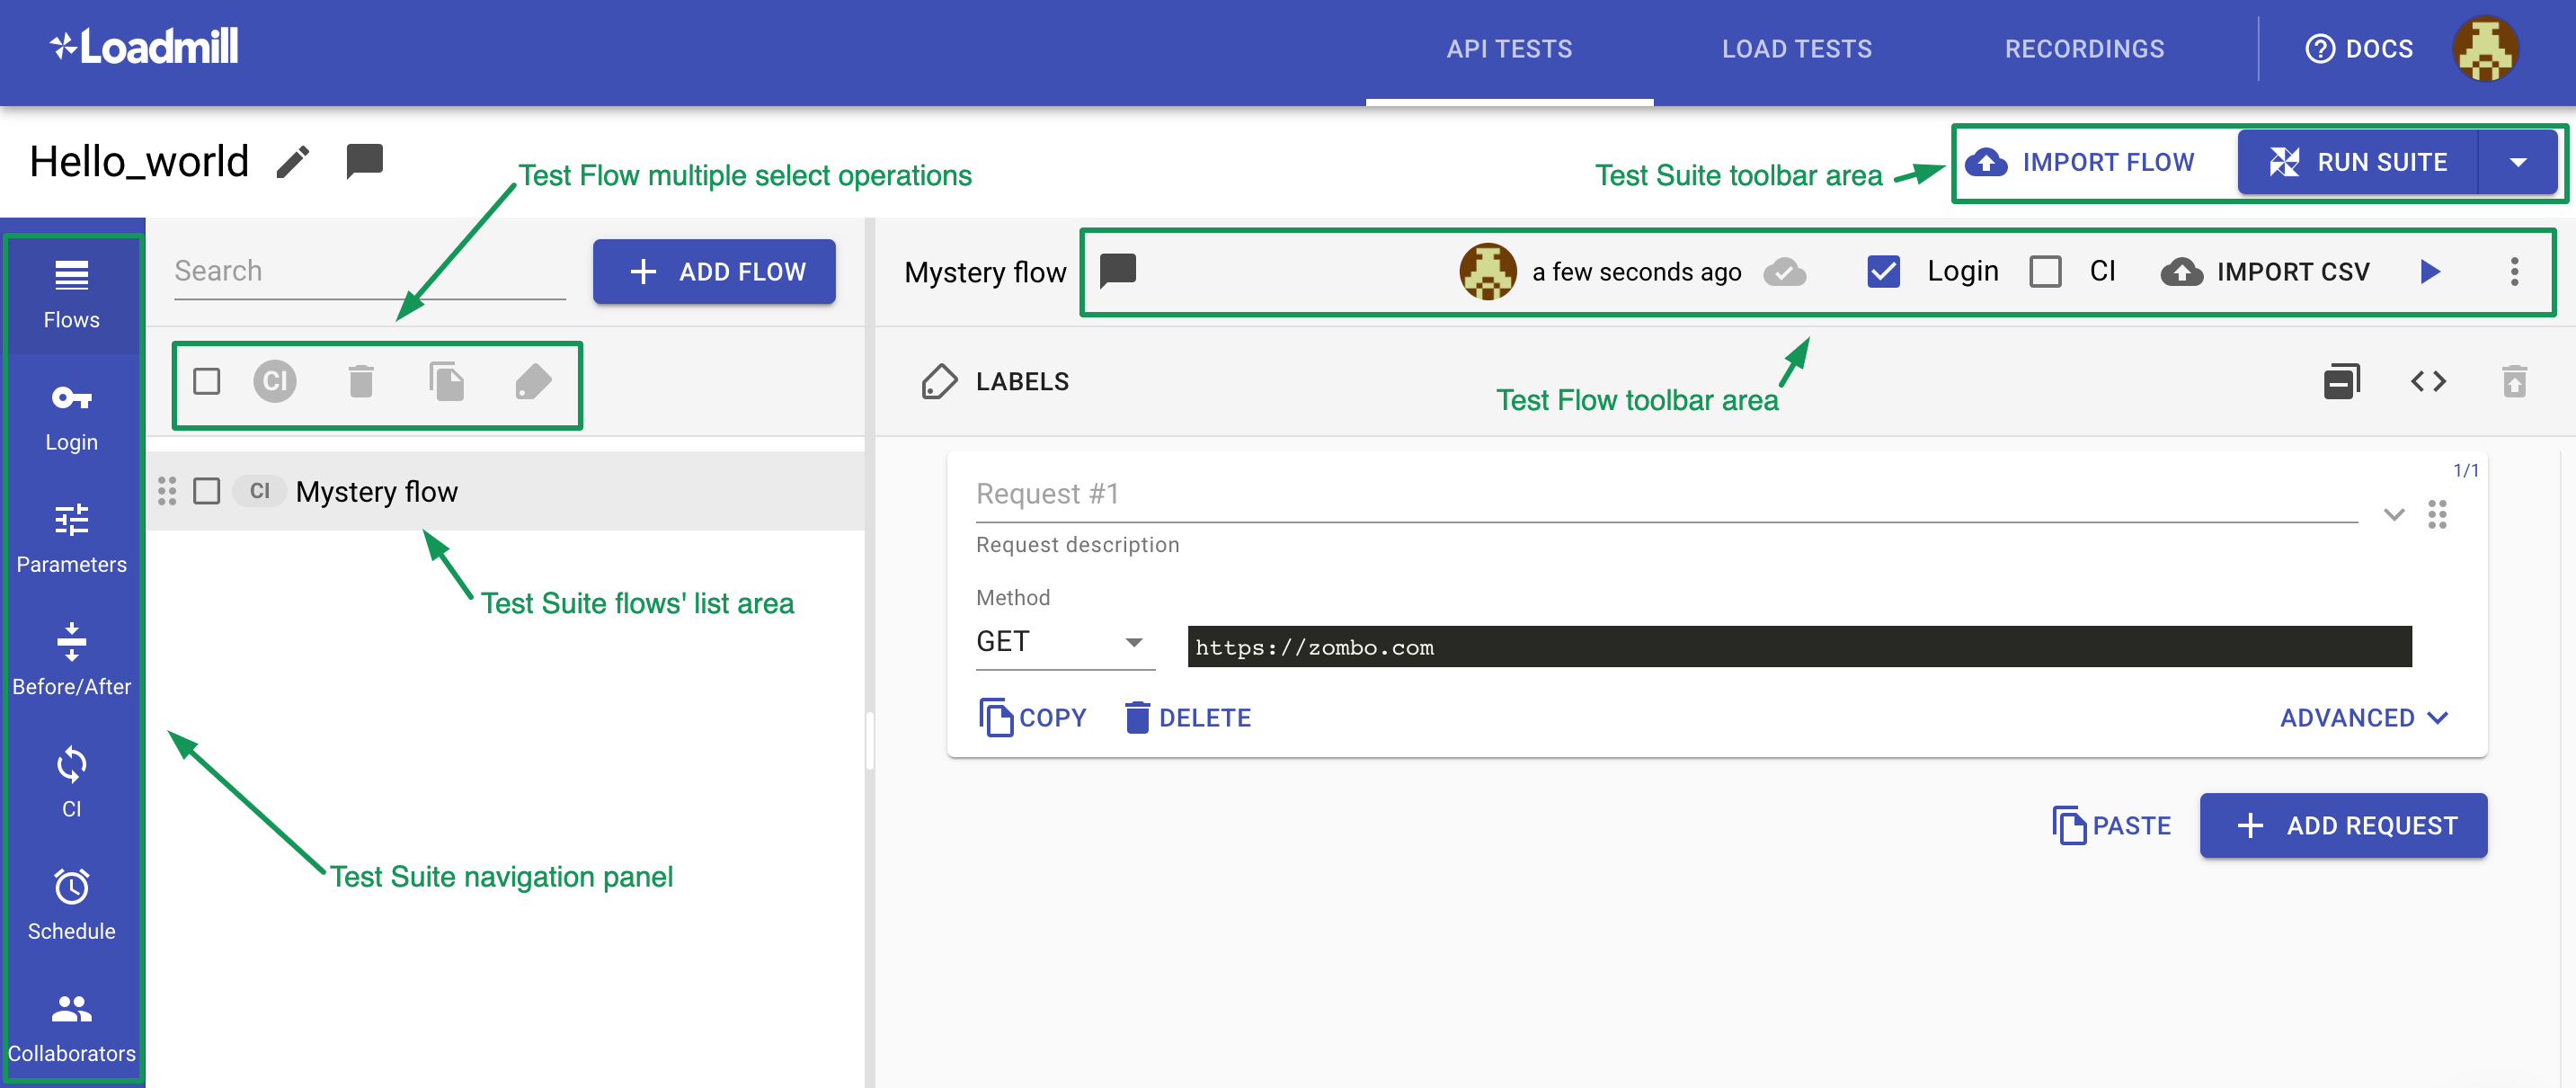 Loadmill
API TESTS
LOAD TESTS
RECORDINGS
DOCS
Hello_world
Test Flow multiple select operations
Test Suite toolbar area
IMPORT FLOW
RUN SUITE
Flows
Login
Parameters
Before/After
CI
Schedule
Collaborators
Search
ADD FLOW
CI
CI Mystery flow
Test Suite flows' list area
Test Suite navigation panel
Mystery flow
a few seconds ago
Login
CI
IMPORT CSV
Test Flow toolbar area
LABELS
1/1
Request #1
Request description
Method
GET
https://zombo.com
COPY
DELETE
ADVANCED
PASTE
ADD REQUEST